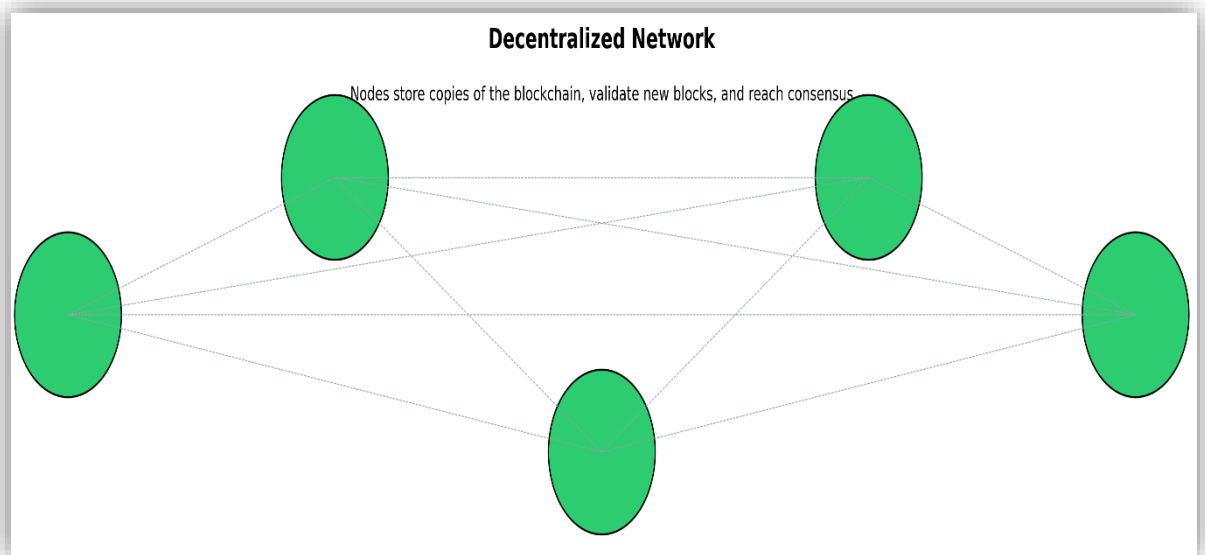 Decentralized Network
Nodes store copies of the blockchain, validate new blocks, and reach consensus